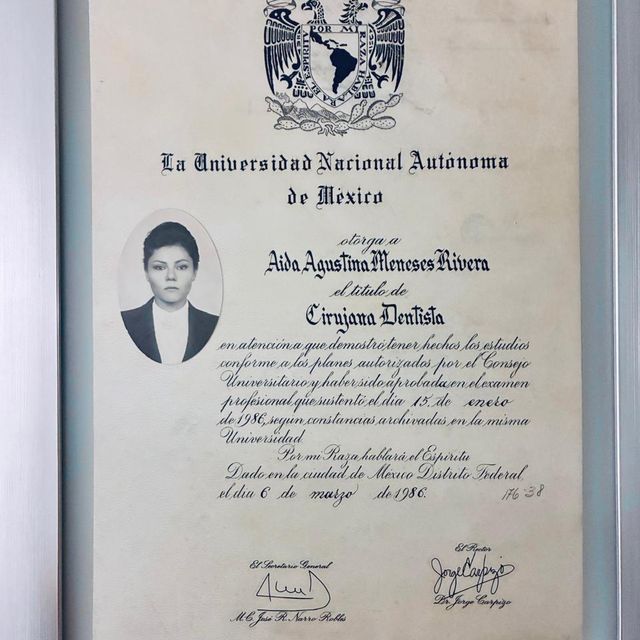 POR MI RAZA HABLARA EL ESPIRITU
La Universidad Nacional Autónoma
de México
otorga a
Aida Agustina Meneses Rivera
el título de
Cirujana Dentista
en atención a que demostró tener hechos los estudios
conforme a los planes autorizados por el Consejo
Universitario y haber sido aprobada en el examen
profesional que sustentó el día 15 de enero
de 1986, segun constancias archivadas en la misma
Universidad
Por mi Raza hablará el Espíritu
Dado en la ciudad de México Distrito Federal
el día 6 de marzo de 1986.
176-38
El Secretario General
M.C. José R. Narro Robles
El Rector
Jorge Carpizo
Dr. Jorge Carpizo